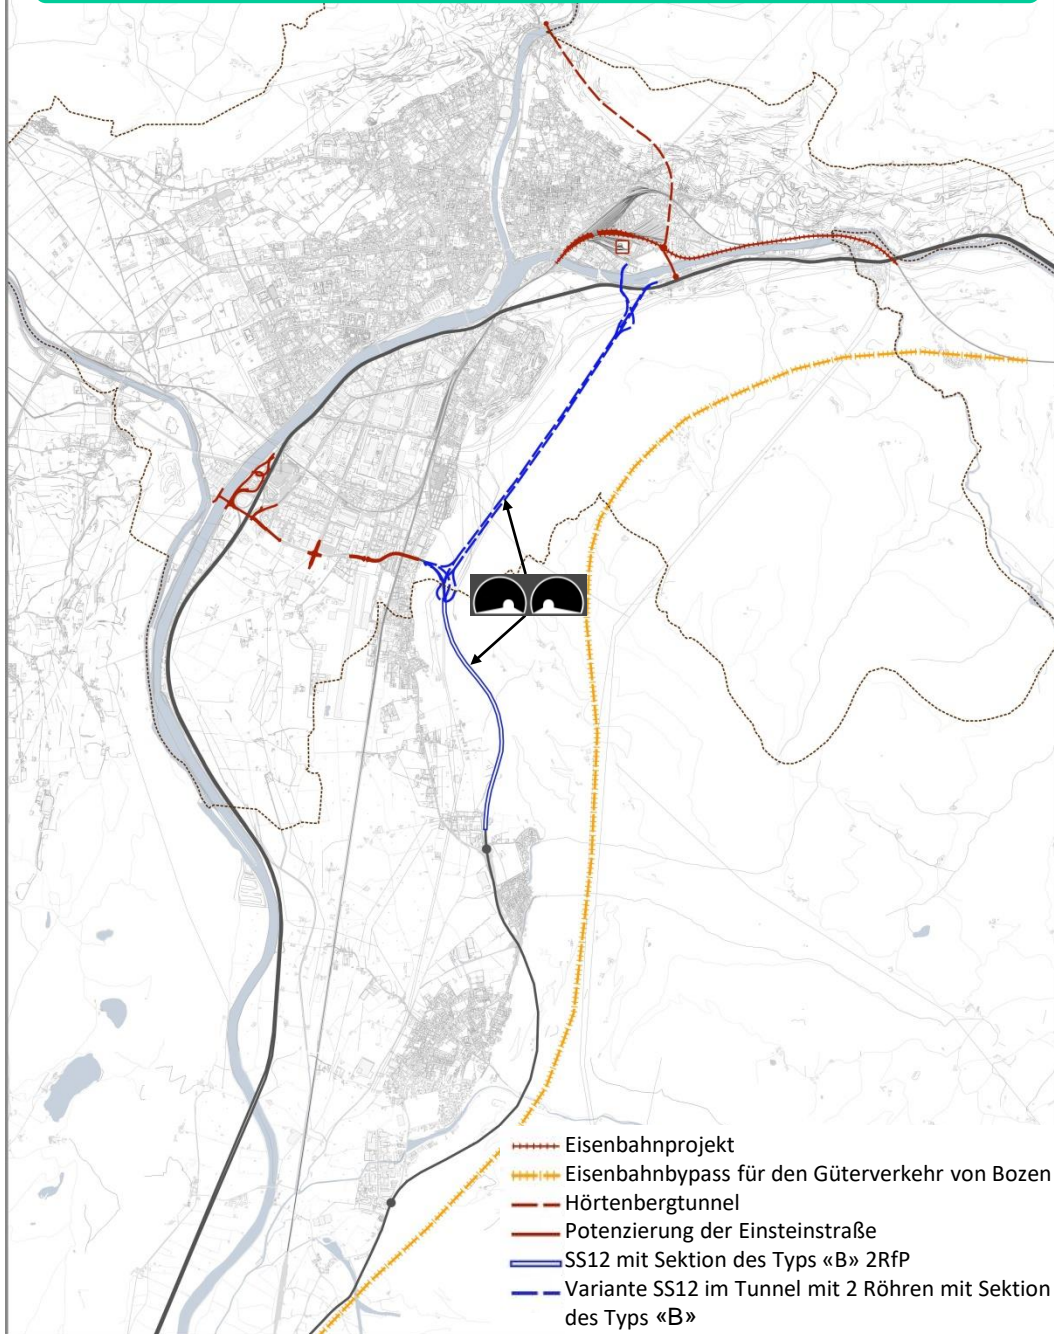 Eisenbahnprojekt
Eisenbahnbypass für den Güterverkehr von Bozen
Hörtenbergtunnel
Potenzierung der Einsteinstraße
SS12 mit Sektion des Typs «B» 2RfP
Variante SS12 im Tunnel mit 2 Röhren mit Sektion
des Typs «B»